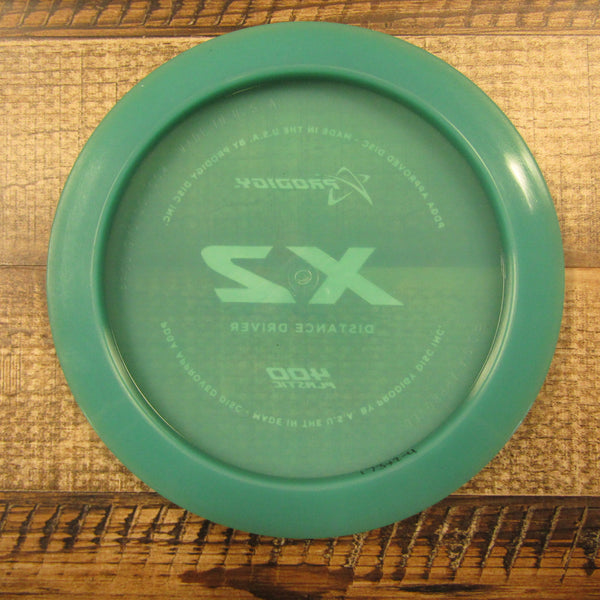 PDGA APPROVED DISC - MADE IN THE U.S.A. BY PRODIGY DISC INC.
PRODIGY
X2
DISTANCE DRIVER
400
PLASTIC
PDGA APPROVED DISC - MADE IN THE U.S.A. BY PRODIGY DISC INC.